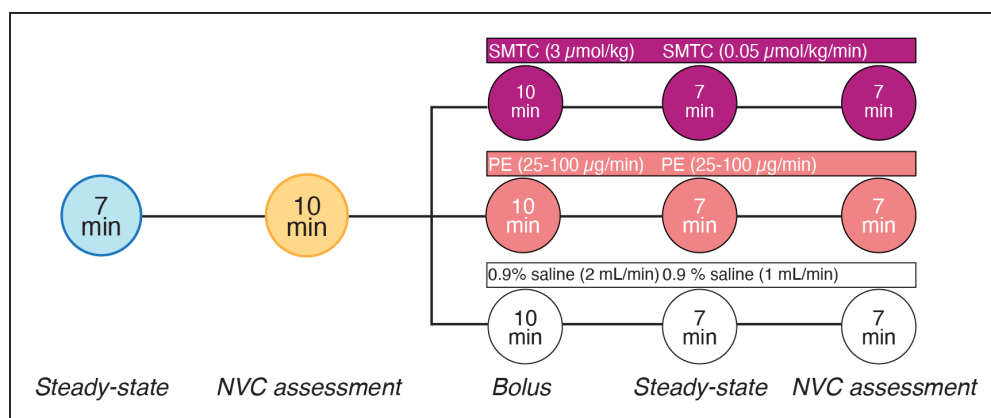 SMTC (3 µmol/kg) SMTC (0.05 µmol/kg/min)
10
min
7
min
7
min
PE (25-100 µg/min) PE (25-100 µg/min)
7
min
10
min
10
min
7
min
7
min
0.9% saline (2 mL/min) 0.9 % saline (1 mL/min)
10
min
7
min
7
min
Steady-state NVC assessment Bolus Steady-state NVC assessment